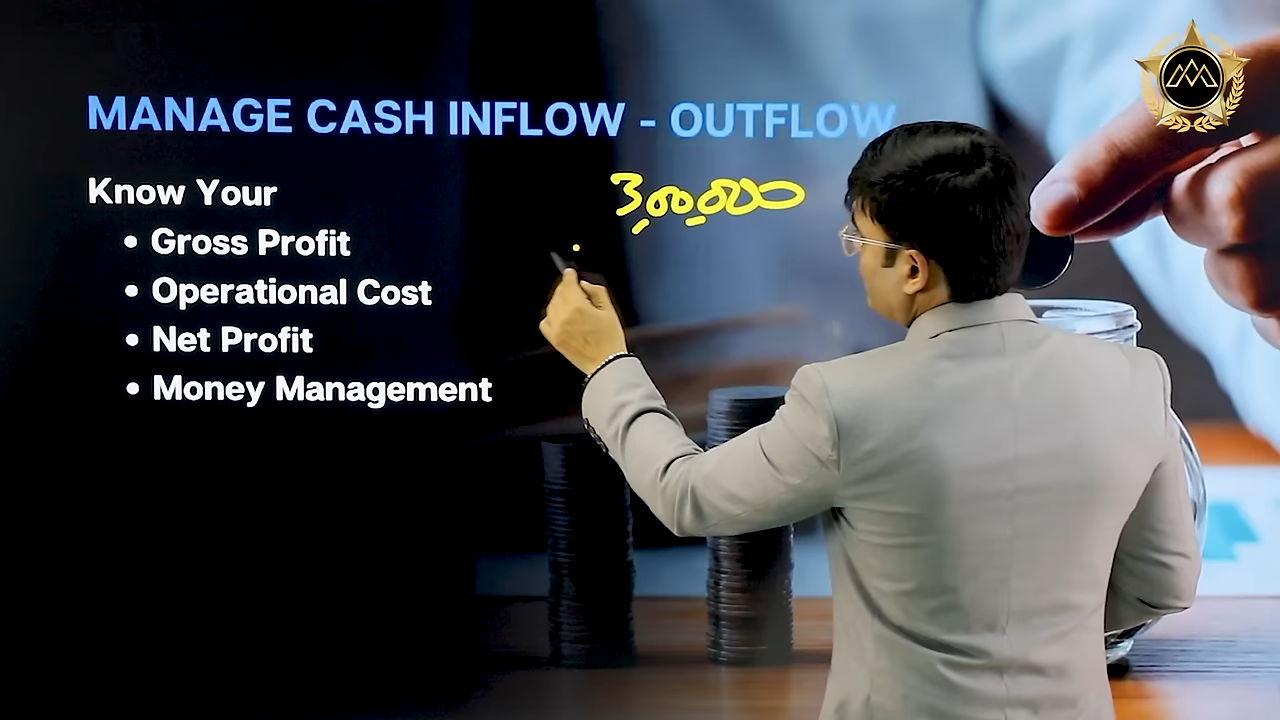 MANAGE CASH INFLOW - OUTFLOW
3,00,000
Know Your
• Gross Profit
• Operational Cost
• Net Profit
• Money Management